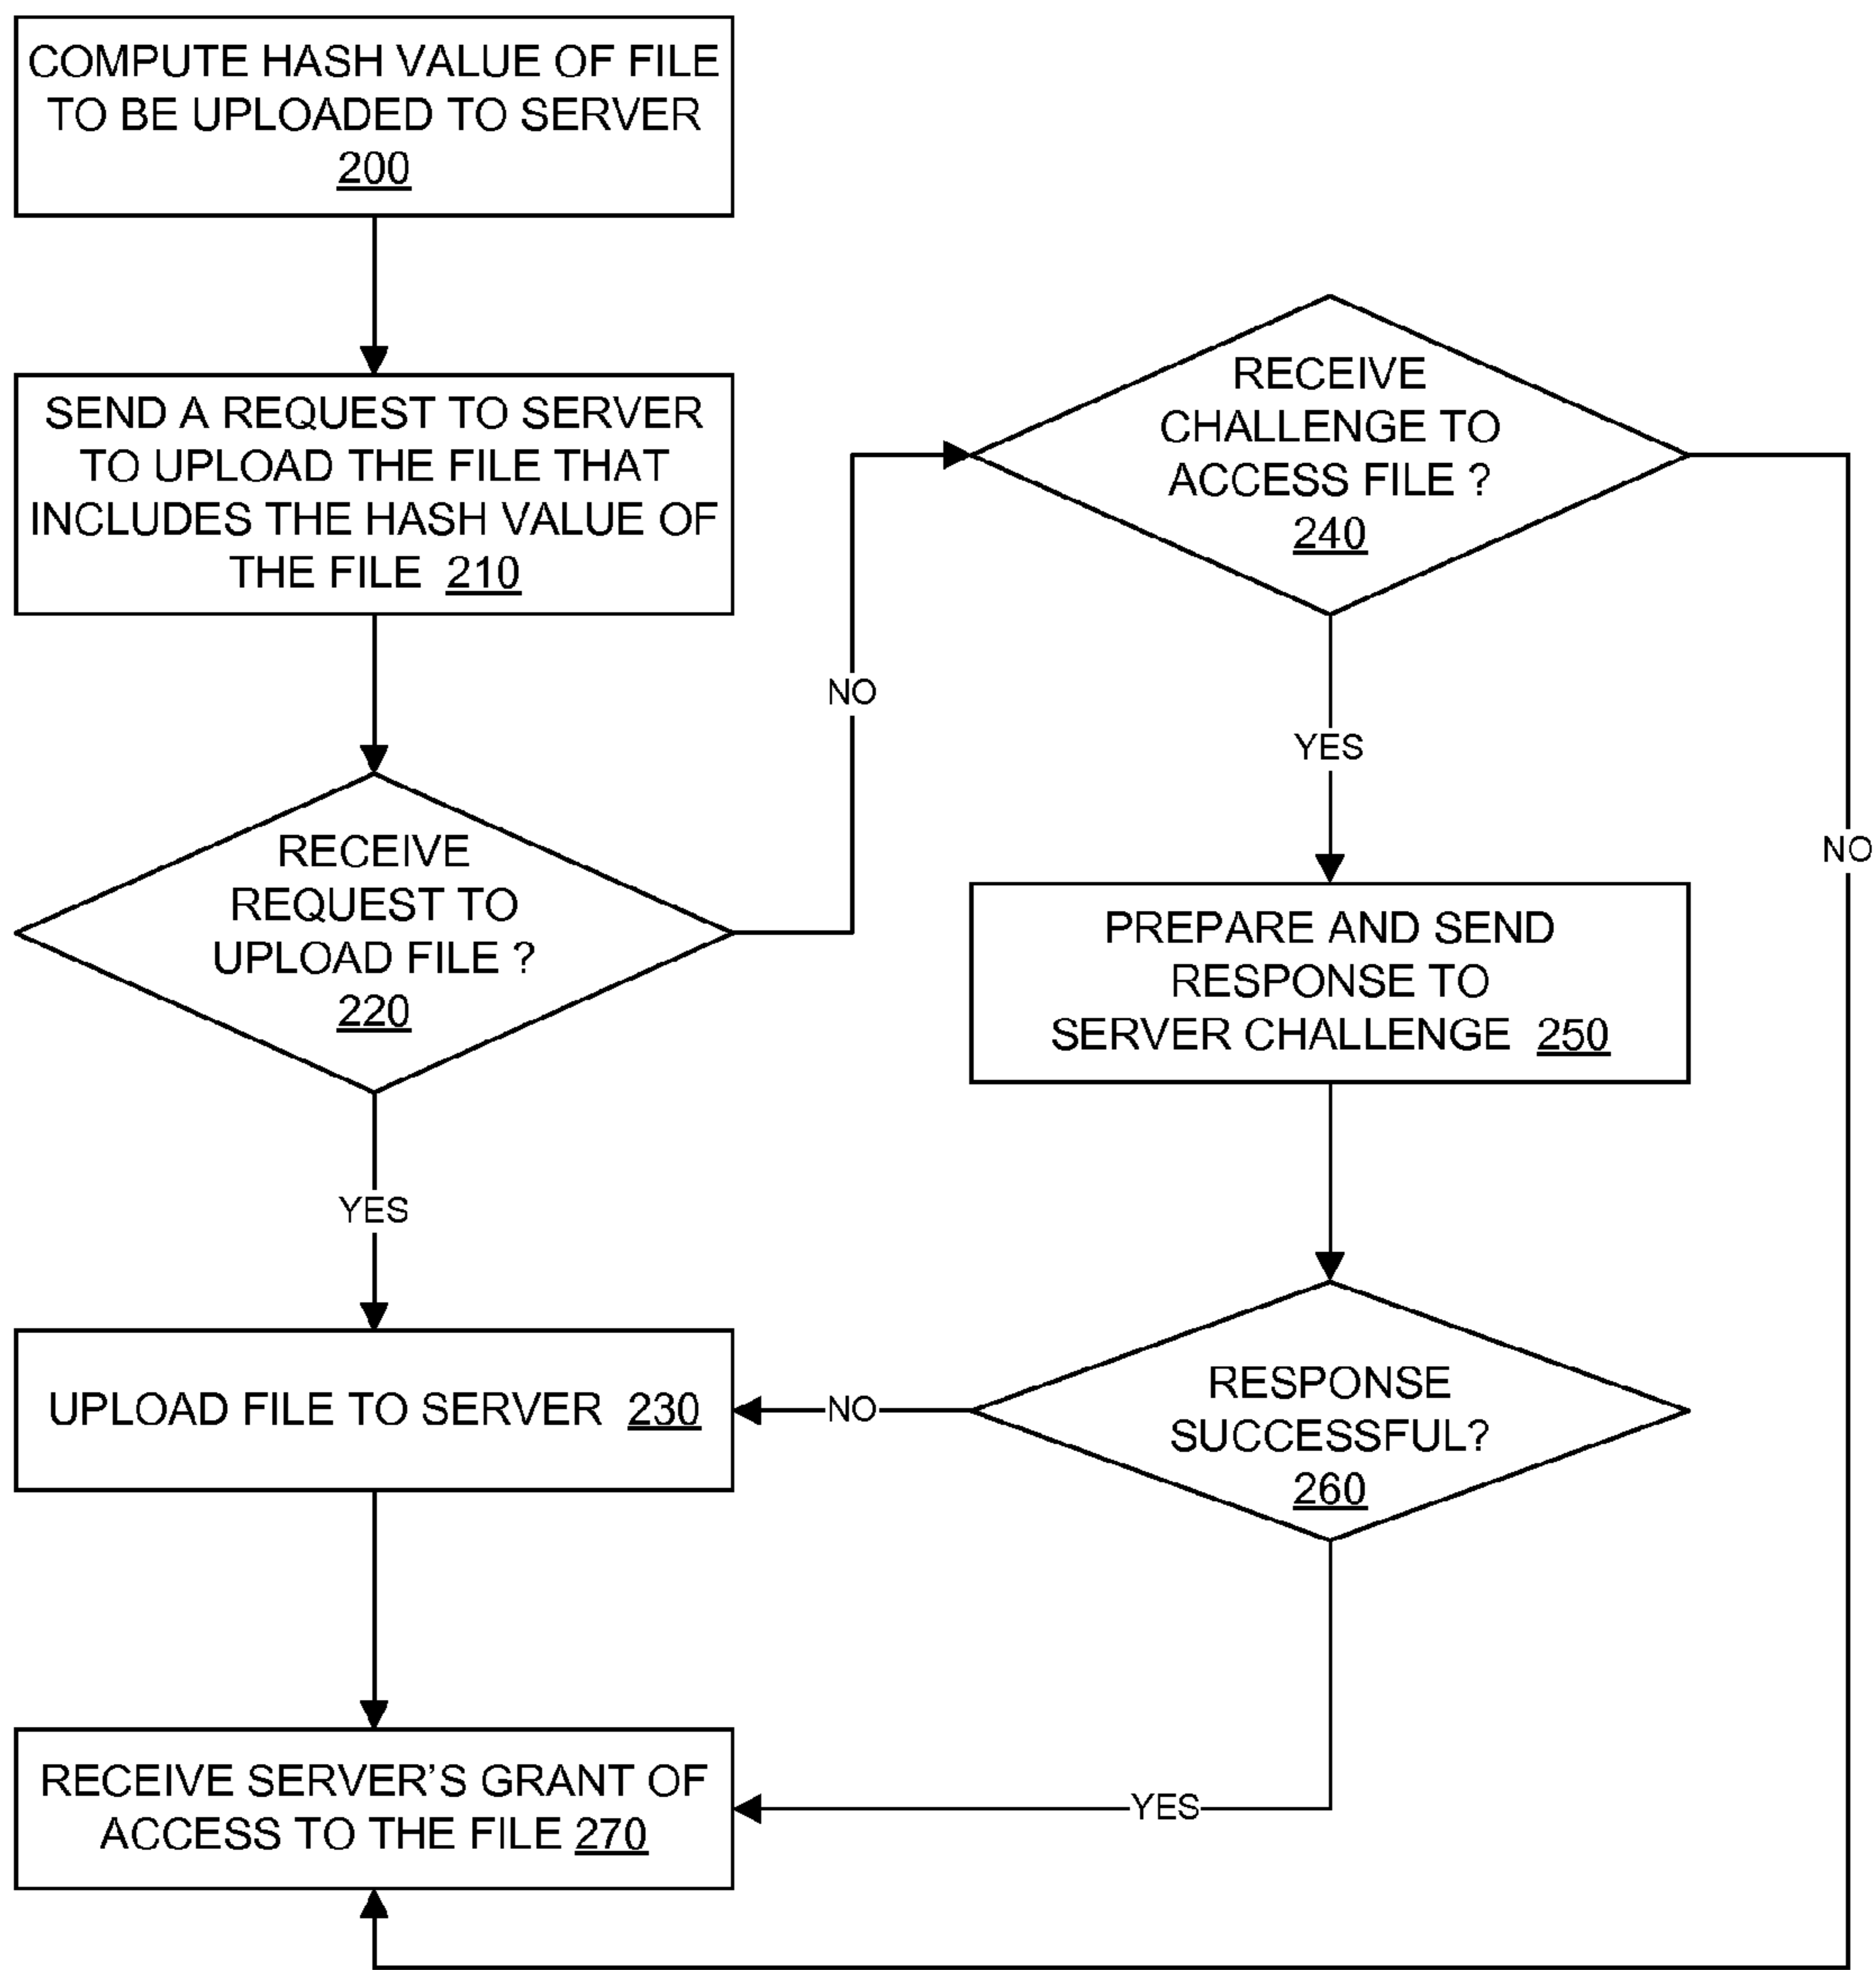 COMPUTE HASH VALUE OF FILE
TO BE UPLOADED TO SERVER
200
SEND A REQUEST TO SERVER
TO UPLOAD THE FILE THAT
INCLUDES THE HASH VALUE OF
THE FILE 210
RECEIVE
REQUEST TO
UPLOAD FILE ?
220
YES
UPLOAD FILE TO SERVER 230
RECEIVE SERVER’S GRANT OF
ACCESS TO THE FILE 270
NO
RECEIVE
CHALLENGE TO
ACCESS FILE ?
240
YES
NO
PREPARE AND SEND
RESPONSE TO
SERVER CHALLENGE 250
RESPONSE
SUCCESSFUL?
260
NO
YES